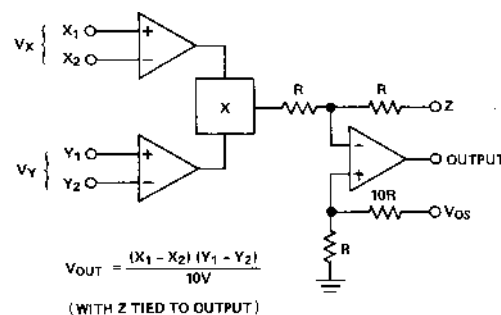 VX
X1
X2
+
−
X
VY
Y1
Y2
+
−
R
R
Z
−
+
OUTPUT
10R
VOS
R
VOUT = (X1 − X2) (Y1 − Y2) / 10V
(WITH Z TIED TO OUTPUT)